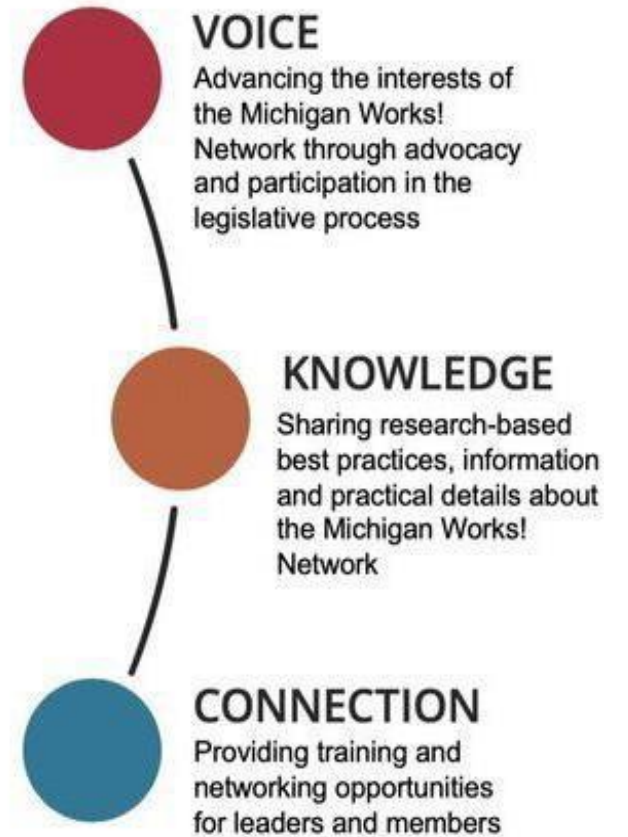 VOICE
Advancing the interests of
the Michigan Works!
Network through advocacy
and participation in the
legislative process
KNOWLEDGE
Sharing research-based
best practices, information
and practical details about
the Michigan Works!
Network
CONNECTION
Providing training and
networking opportunities
for leaders and members